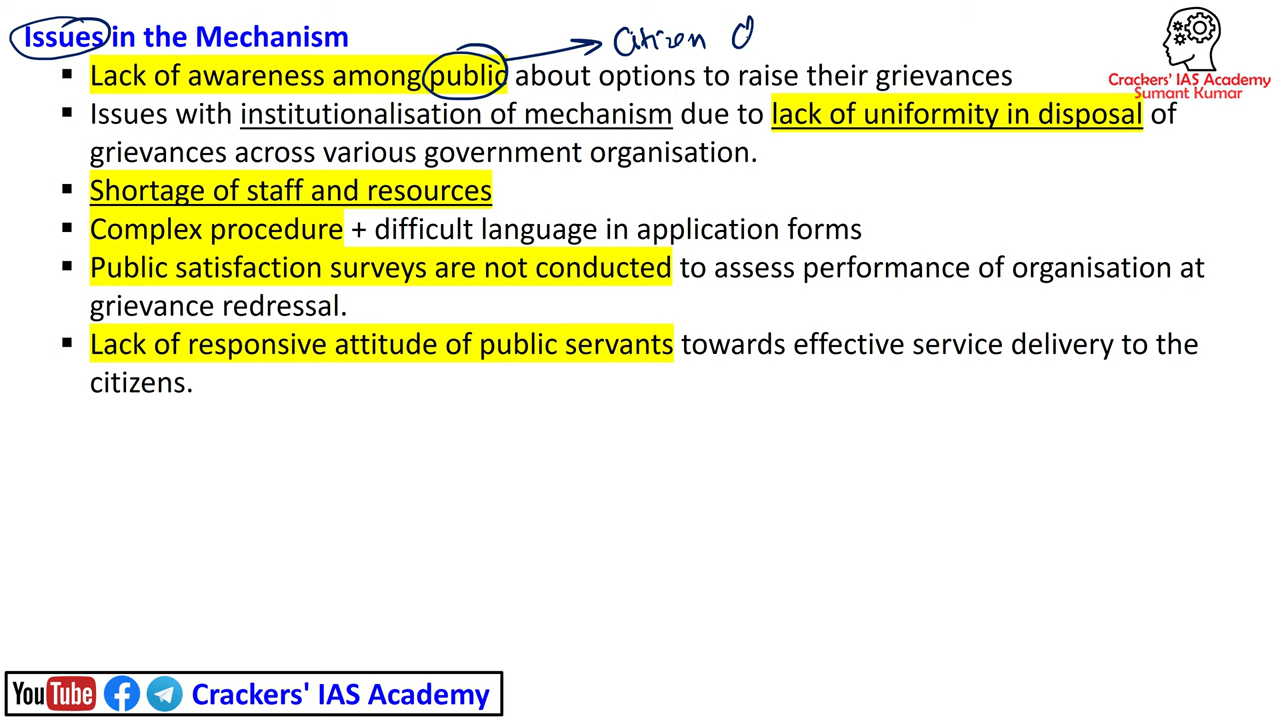 Issues in the Mechanism
Citizen
Lack of awareness among public about options to raise their grievances
Crackers' IAS Academy
Sumant Kumar
Issues with institutionalisation of mechanism due to lack of uniformity in disposal of
grievances across various government organisation.
Shortage of staff and resources
Complex procedure + difficult language in application forms
Public satisfaction surveys are not conducted to assess performance of organisation at
grievance redressal.
Lack of responsive attitude of public servants towards effective service delivery to the
citizens.
YouTube Crackers' IAS Academy